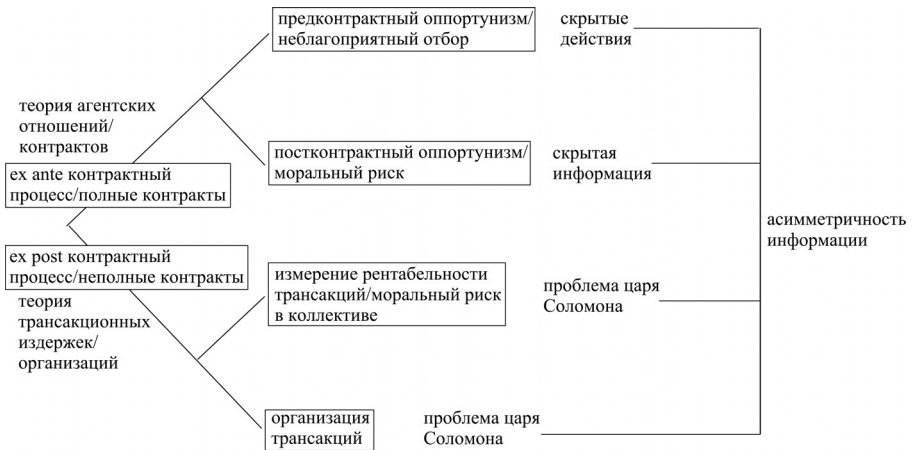 предконтрактный оппортунизм/
неблагоприятный отбор
скрытые
действия
теория агентских
отношений/
контрактов
постконтрактный оппортунизм/
моральный риск
скрытая
информация
ex ante контрактный
процесс/полные контракты
асимметричность
информации
ex post контрактный
процесс/неполные контракты
измерение рентабельности
трансакций/моральный риск
в коллективе
проблема царя
Соломона
теория
трансакционных
издержек/
организаций
организация
трансакций
проблема царя
Соломона